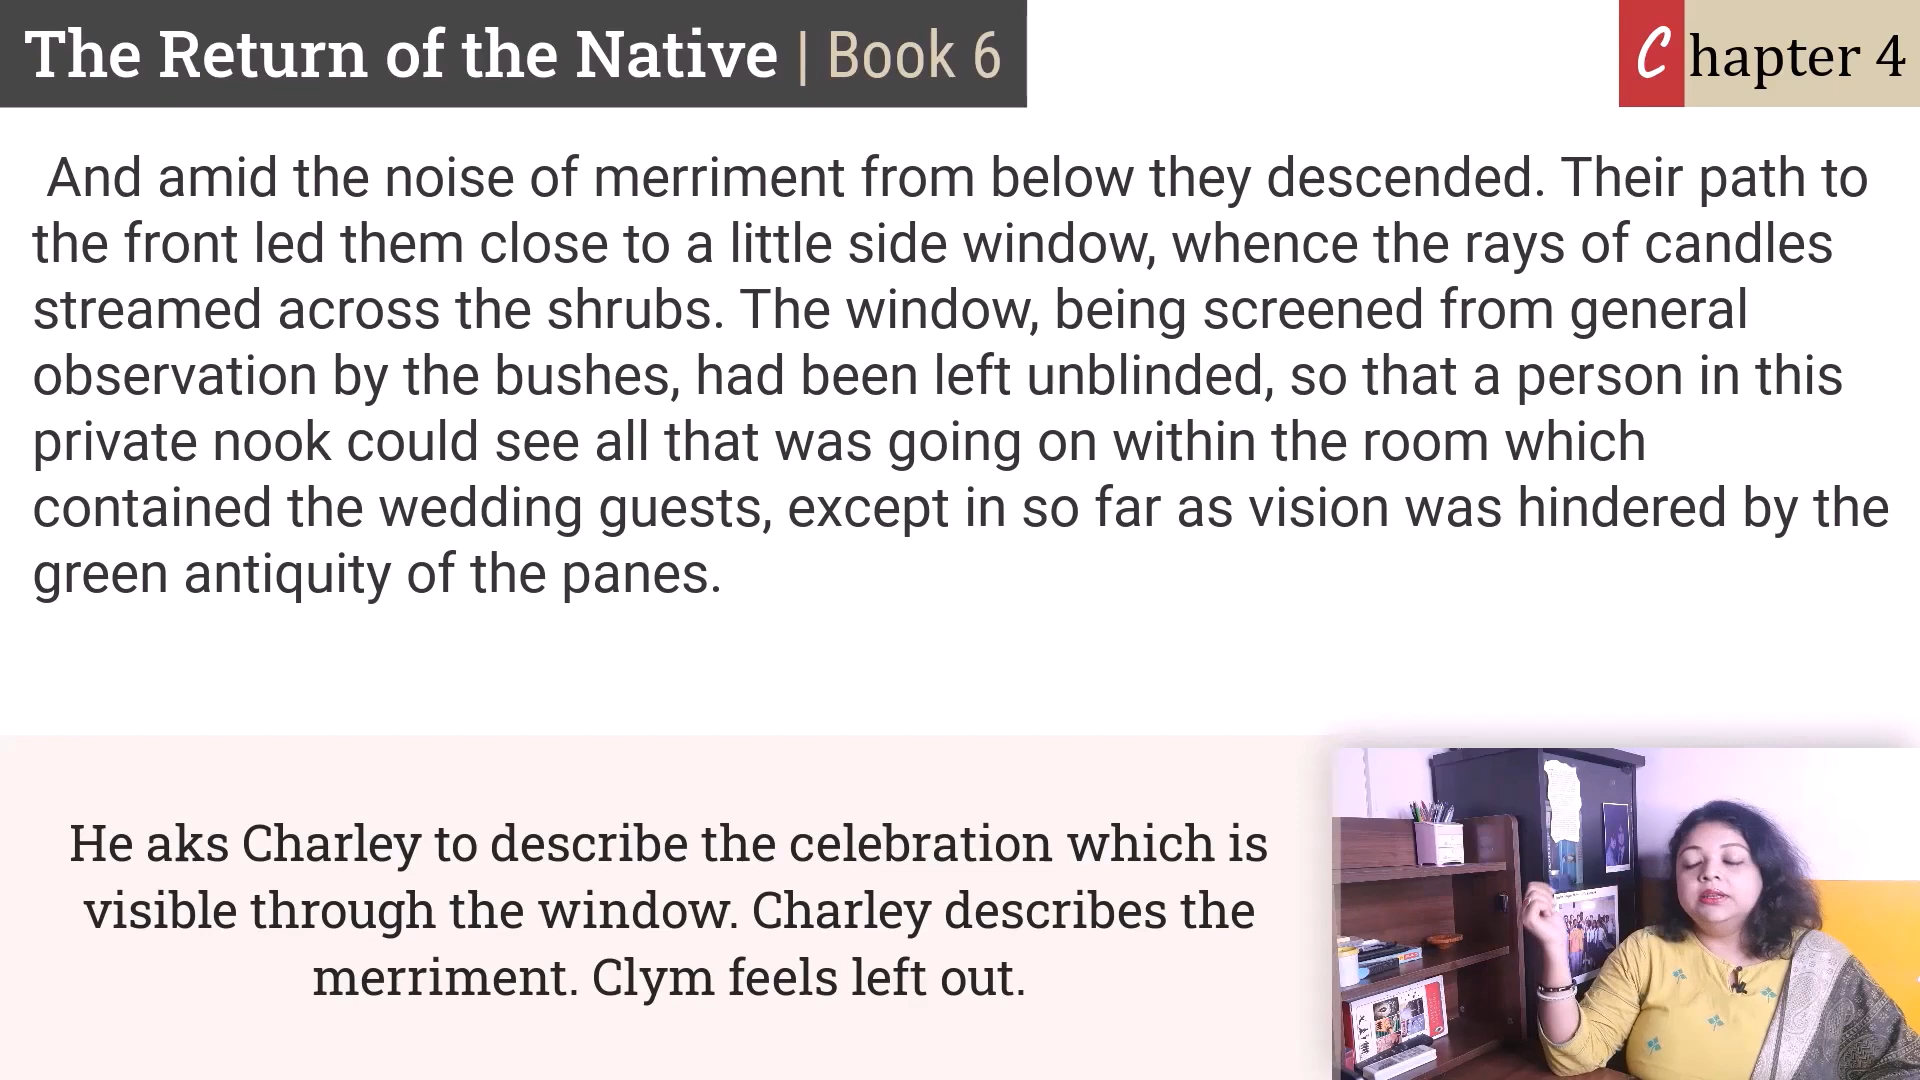 The Return of the Native | Book 6
Chapter 4
And amid the noise of merriment from below they descended. Their path to
the front led them close to a little side window, whence the rays of candles
streamed across the shrubs. The window, being screened from general
observation by the bushes, had been left unblinded, so that a person in this
private nook could see all that was going on within the room which
contained the wedding guests, except in so far as vision was hindered by the
green antiquity of the panes.
He aks Charley to describe the celebration which is
visible through the window. Charley describes the
merriment. Clym feels left out.